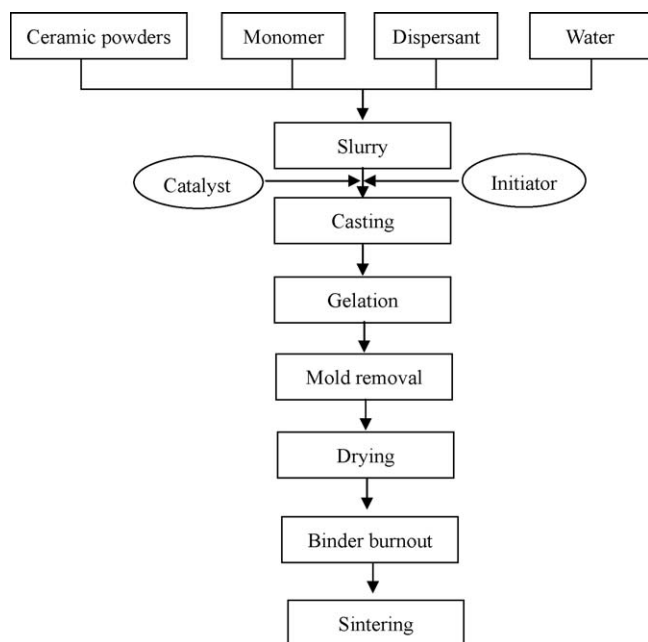 Ceramic powders
Monomer
Dispersant
Water
Slurry
Catalyst
Initiator
Casting
Gelation
Mold removal
Drying
Binder burnout
Sintering